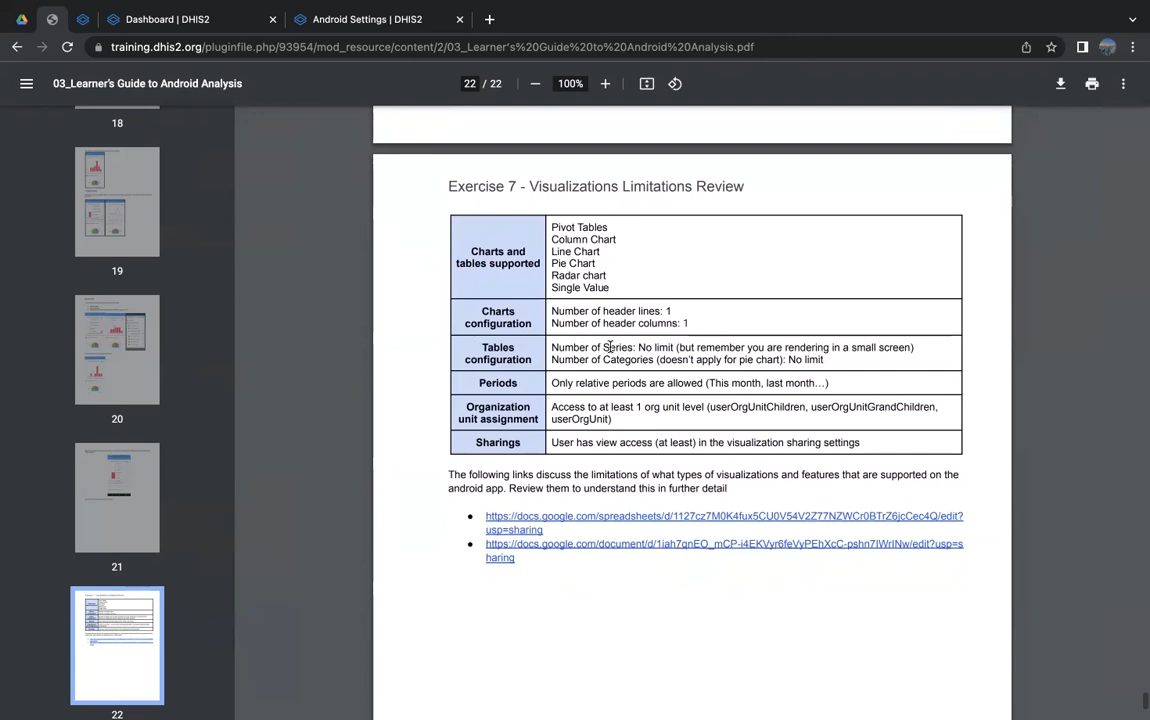 Dashboard | DHIS2
Android Settings | DHIS2
training.dhis2.org/pluginfile.php/93954/mod_resource/content/2/03_Learner's%20Guide%20to%20Android%20Analysis.pdf
03_Learner's Guide to Android Analysis
22 / 22
100%
18
19
20
21
22
Exercise 7 - Visualizations Limitations Review
Charts and
tables supported
Pivot Tables
Column Chart
Line Chart
Pie Chart
Radar chart
Single Value
Charts
configuration
Number of header lines: 1
Number of header columns: 1
Tables
configuration
Number of Series: No limit (but remember you are rendering in a small screen)
Number of Categories (doesn't apply for pie chart): No limit
Periods
Only relative periods are allowed (This month, last month…)
Organization
unit assignment
Access to at least 1 org unit level (userOrgUnitChildren, userOrgUnitGrandChildren,
userOrgUnit)
Sharings
User has view access (at least) in the visualization sharing settings
The following links discuss the limitations of what types of visualizations and features that are supported on the
android app. Review them to understand this in further detail
https://docs.google.com/spreadsheets/d/1127cz7M0K4fux5CU0V54V2Z77NZWCr0BTrZ6jcCec4Q/edit?
usp=sharing
https://docs.google.com/document/d/1iah7qnEO_mCP-i4EKVyr6feVyPEhXcC-pshn7IWrINw/edit?usp=s
haring